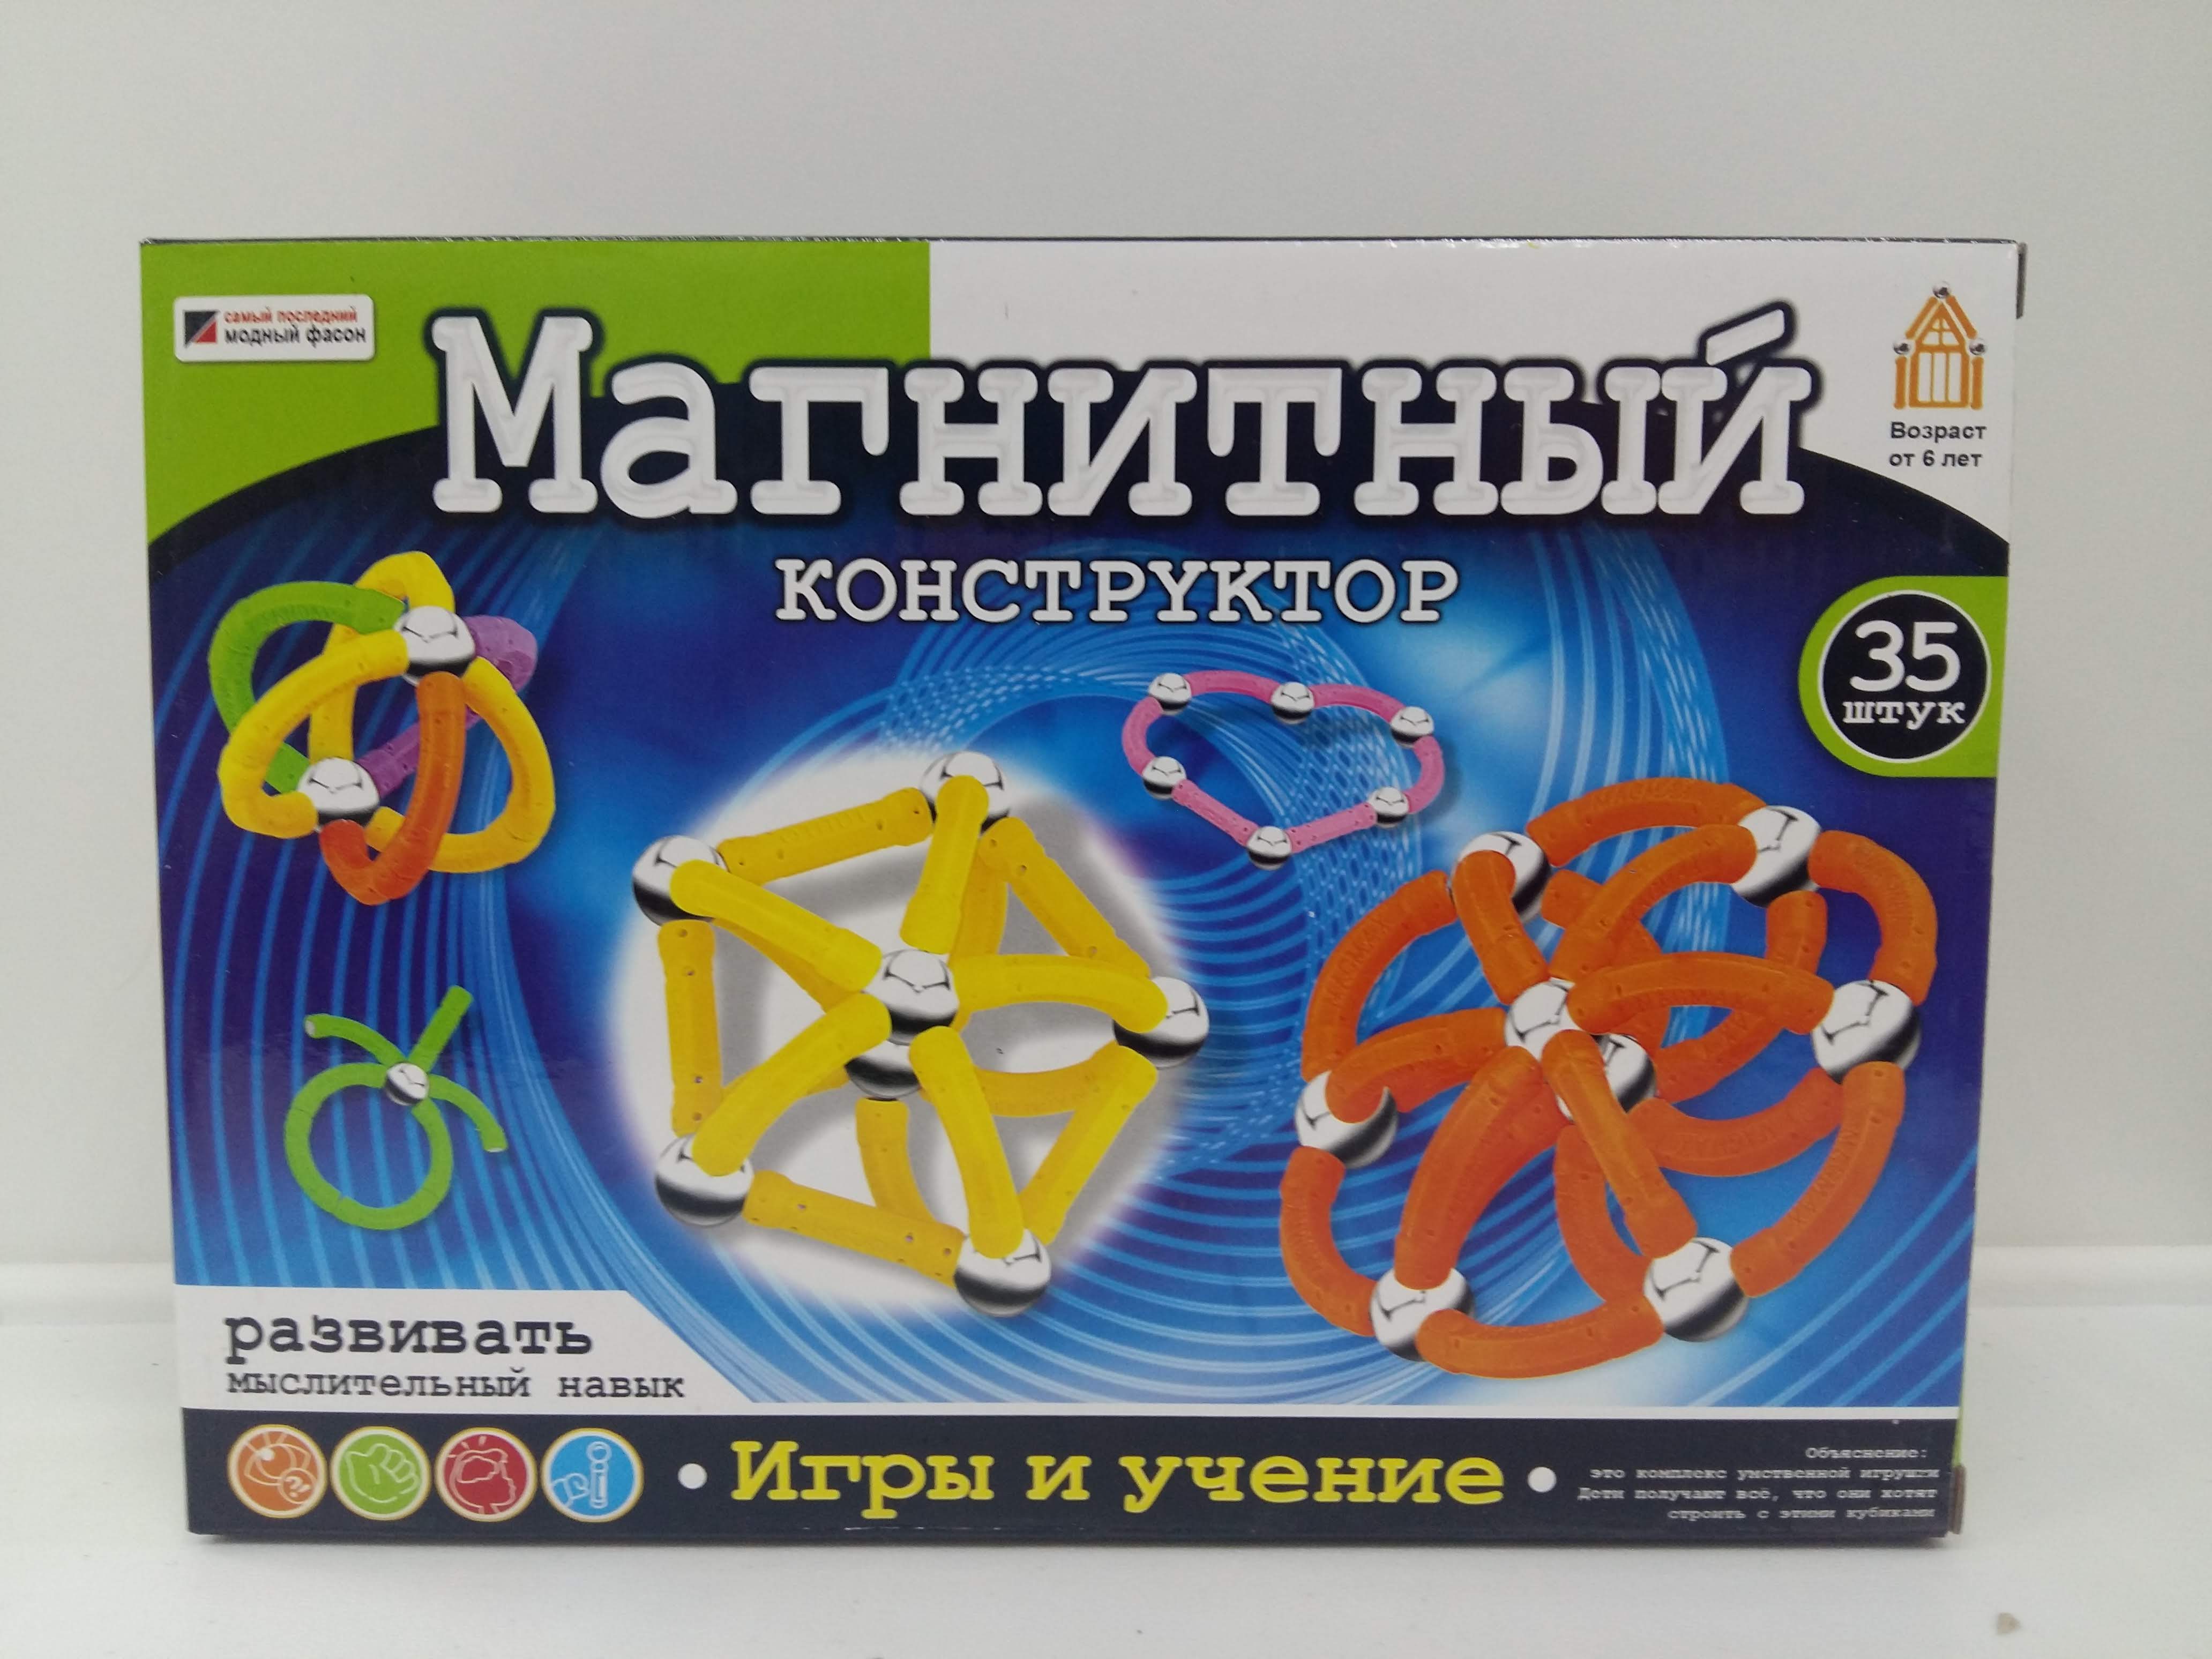 самый последний
модный фасон
Магнитный
конструктор
Возраст
от 6 лет
35
штук
развивать
мыслительный навык
• Игры и учение •
Объяснение:
это комплекс умственной игрушки
Дети получают всё, что они хотят
строить с этими кубиками